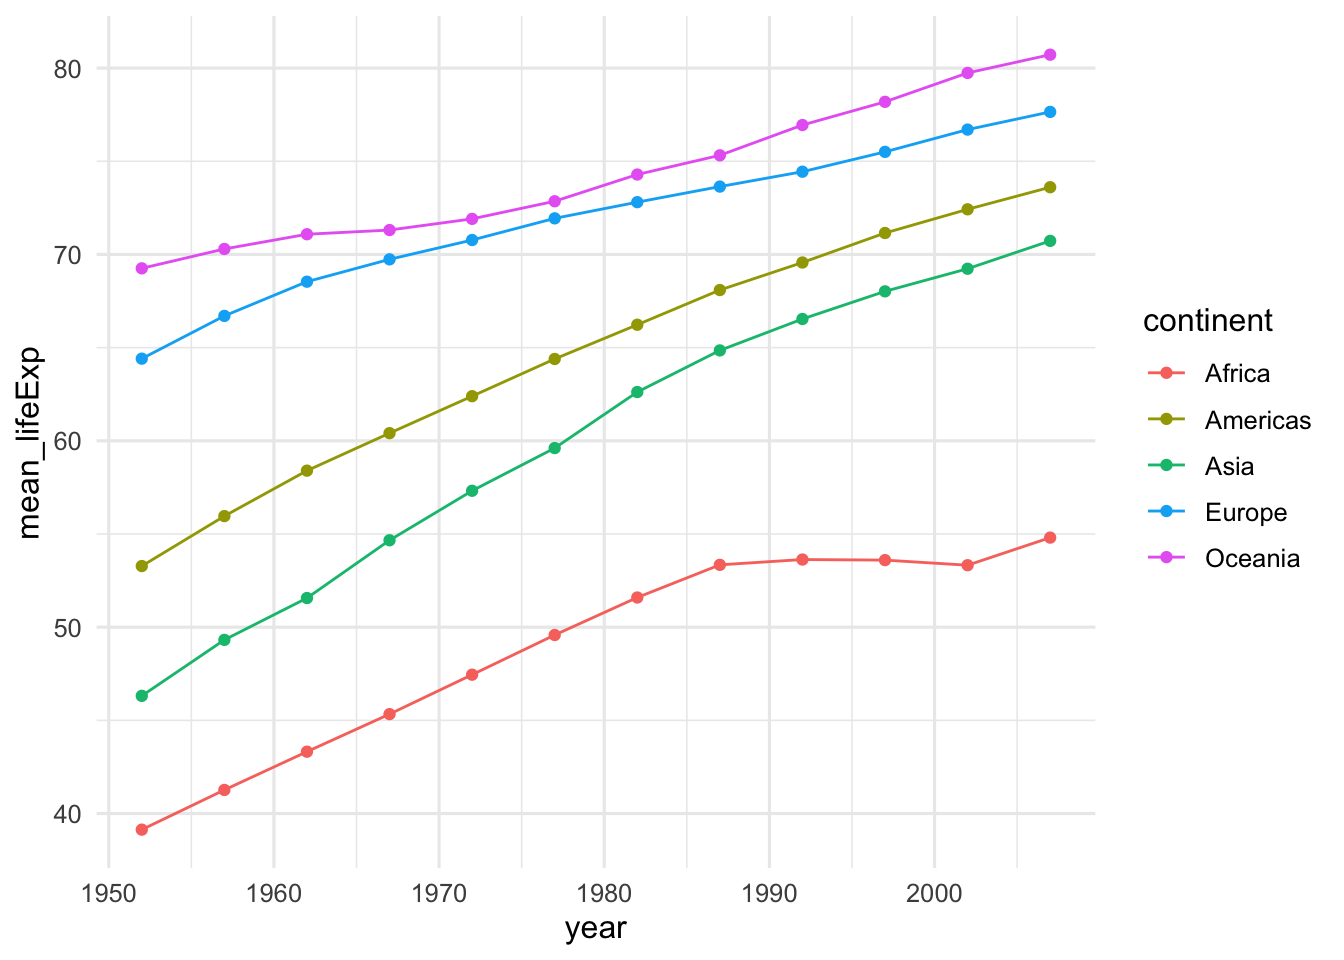 80
70
60
50
40
mean_lifeExp
1950 1960 1970 1980 1990 2000
year
continent
Africa
Americas
Asia
Europe
Oceania